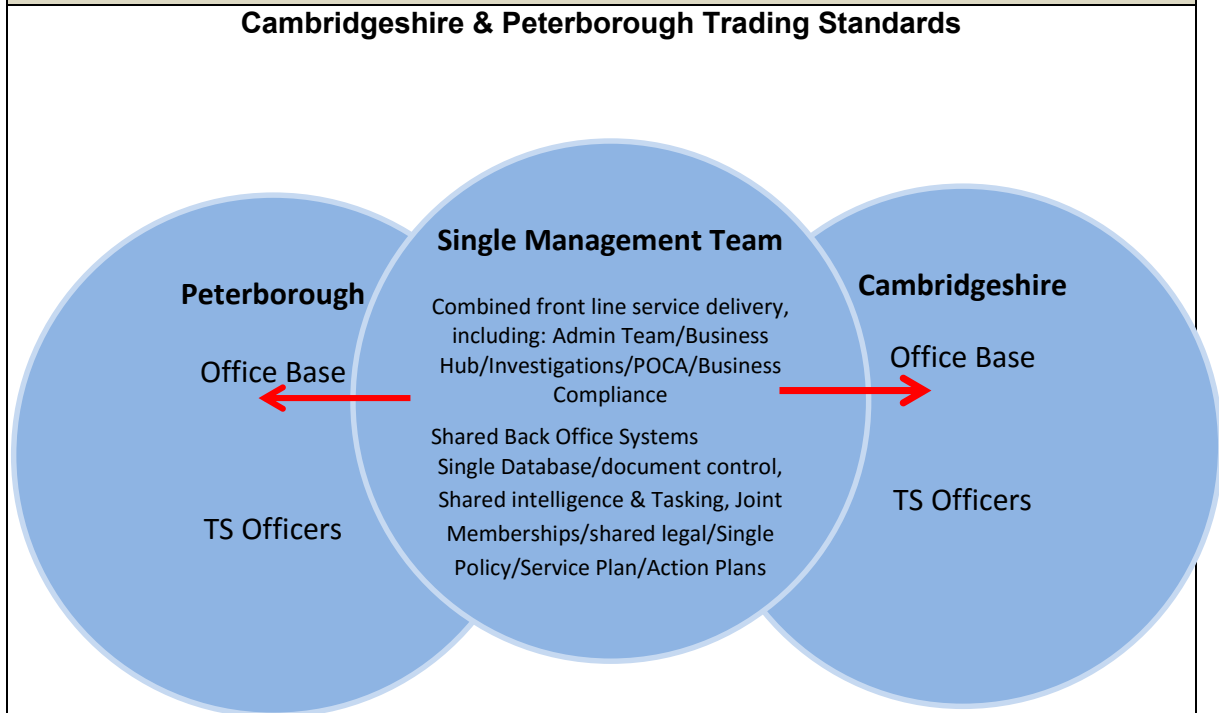 Cambridgeshire & Peterborough Trading Standards
Peterborough
Office Base
TS Officers
Single Management Team
Combined front line service delivery,
including: Admin Team/Business
Hub/Investigations/POCA/Business
Compliance
Shared Back Office Systems
Single Database/document control,
Shared intelligence & Tasking, Joint
Memberships/shared legal/Single
Policy/Service Plan/Action Plans
Cambridgeshire
Office Base
TS Officers